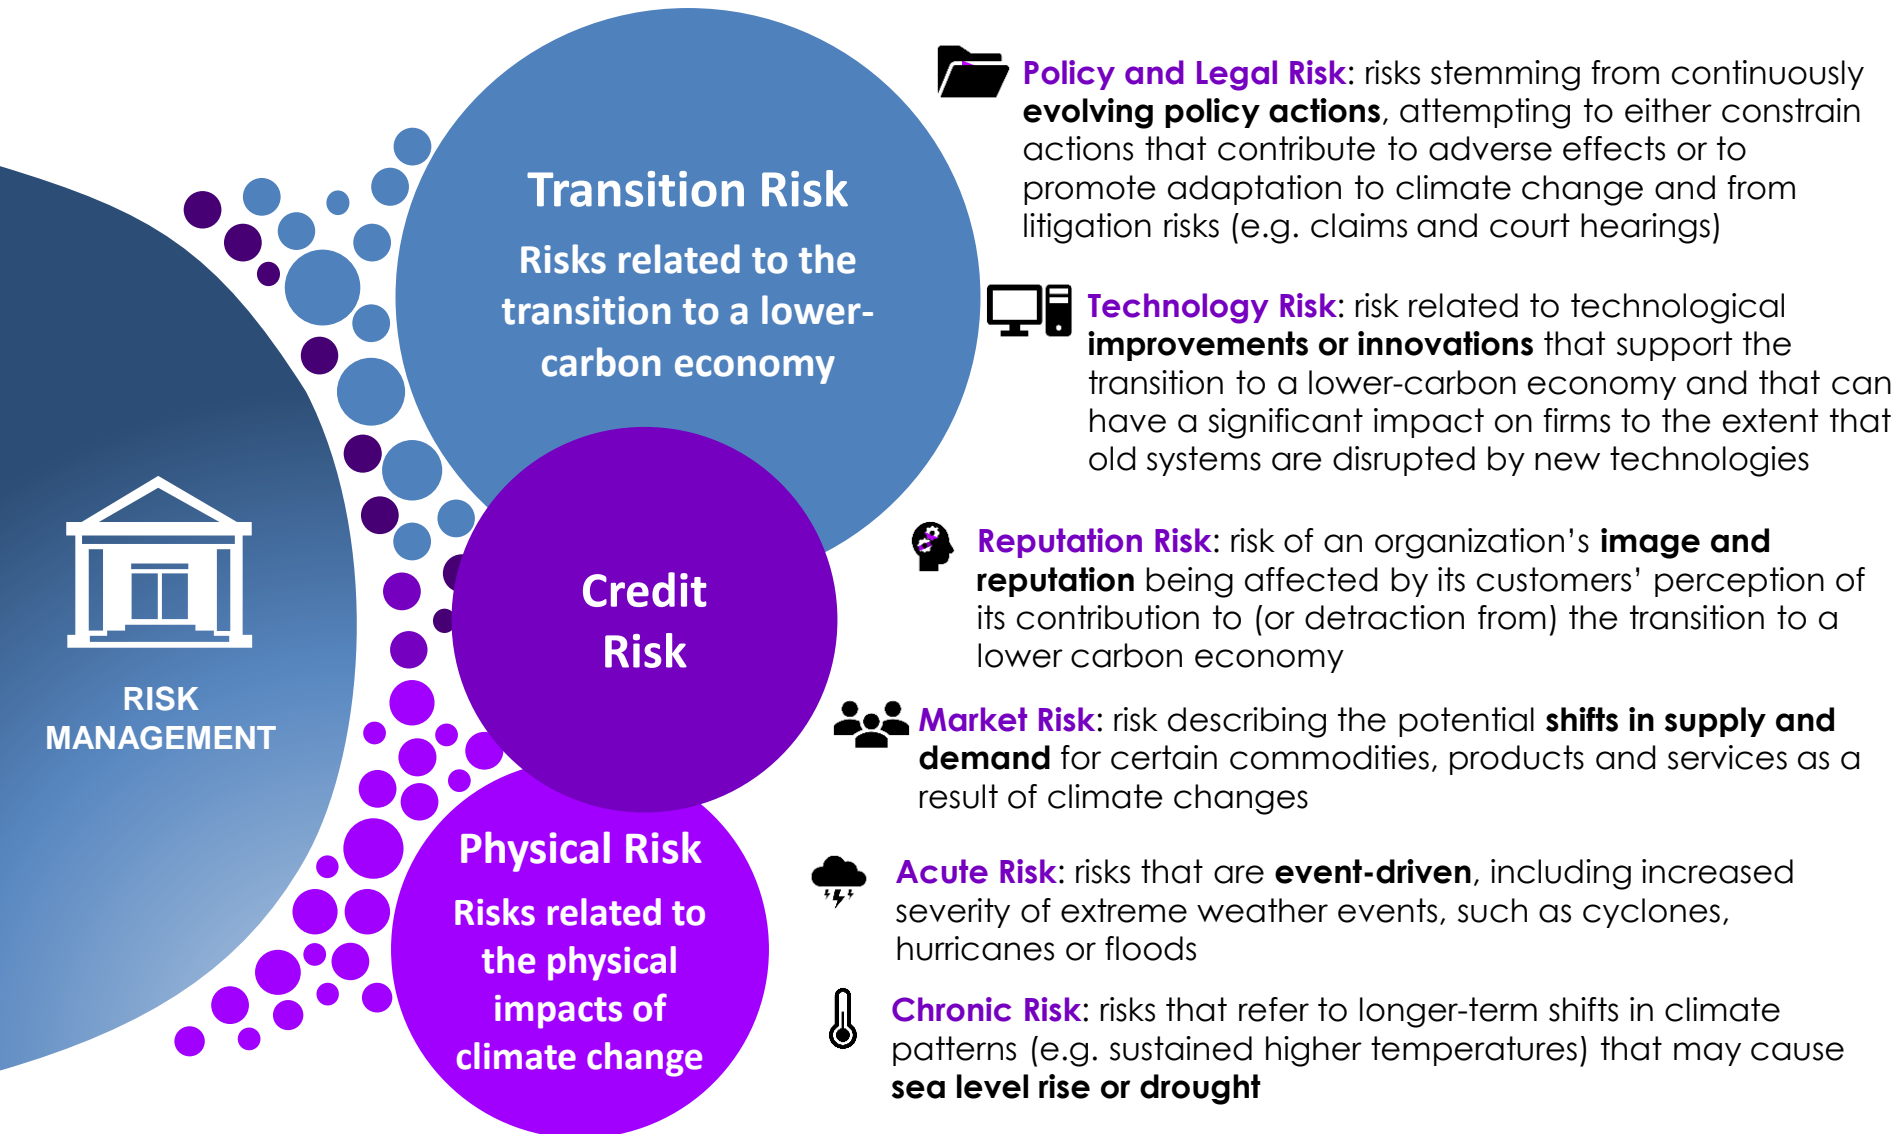 RISK
MANAGEMENT
Transition Risk
Risks related to the
transition to a lower-
carbon economy
Credit
Risk
Physical Risk
Risks related to
the physical
impacts of
climate change
Policy and Legal Risk: risks stemming from continuously
evolving policy actions, attempting to either constrain
actions that contribute to adverse effects or to
promote adaptation to climate change and from
litigation risks (e.g. claims and court hearings)
Technology Risk: risk related to technological
improvements or innovations that support the
transition to a lower-carbon economy and that can
have a significant impact on firms to the extent that
old systems are disrupted by new technologies
Reputation Risk: risk of an organization’s image and
reputation being affected by its customers’ perception of
its contribution to (or detraction from) the transition to a
lower carbon economy
Market Risk: risk describing the potential shifts in supply and
demand for certain commodities, products and services as a
result of climate changes
Acute Risk: risks that are event-driven, including increased
severity of extreme weather events, such as cyclones,
hurricanes or floods
Chronic Risk: risks that refer to longer-term shifts in climate
patterns (e.g. sustained higher temperatures) that may cause
sea level rise or drought